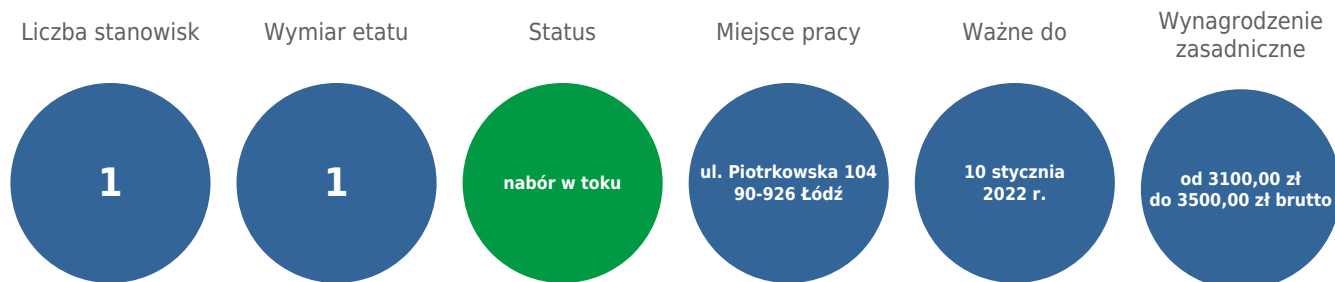 Liczba stanowisk
Wymiar etatu
Status
Miejsce pracy
Ważne do
Wynagrodzenie
zasadniczne
1
1
nabór w toku
ul. Piotrkowska 104
90-926 Łódź
10 stycznia
2022 r.
od 3100,00 zł
do 3500,00 zł brutto